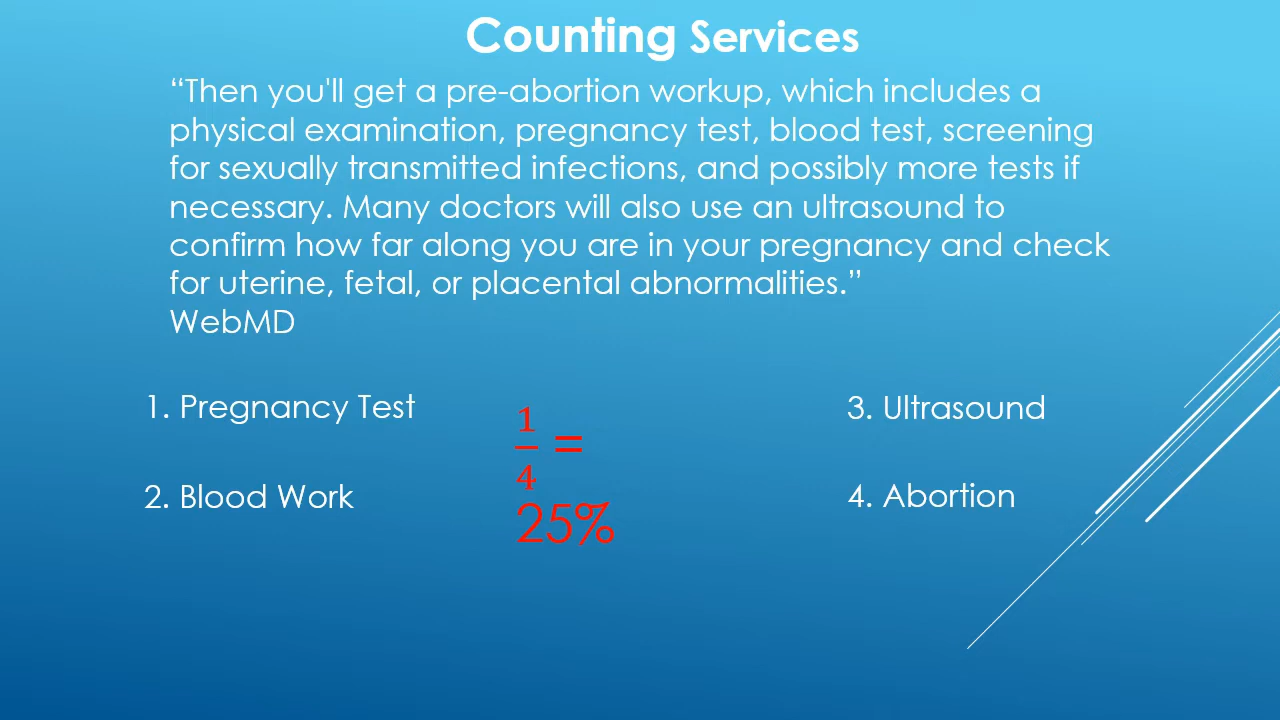 Counting Services
“Then you'll get a pre-abortion workup, which includes a
physical examination, pregnancy test, blood test, screening
for sexually transmitted infections, and possibly more tests if
necessary. Many doctors will also use an ultrasound to
confirm how far along you are in your pregnancy and check
for uterine, fetal, or placental abnormalities.”
WebMD
1. Pregnancy Test
2. Blood Work
1/4 =
25%
3. Ultrasound
4. Abortion